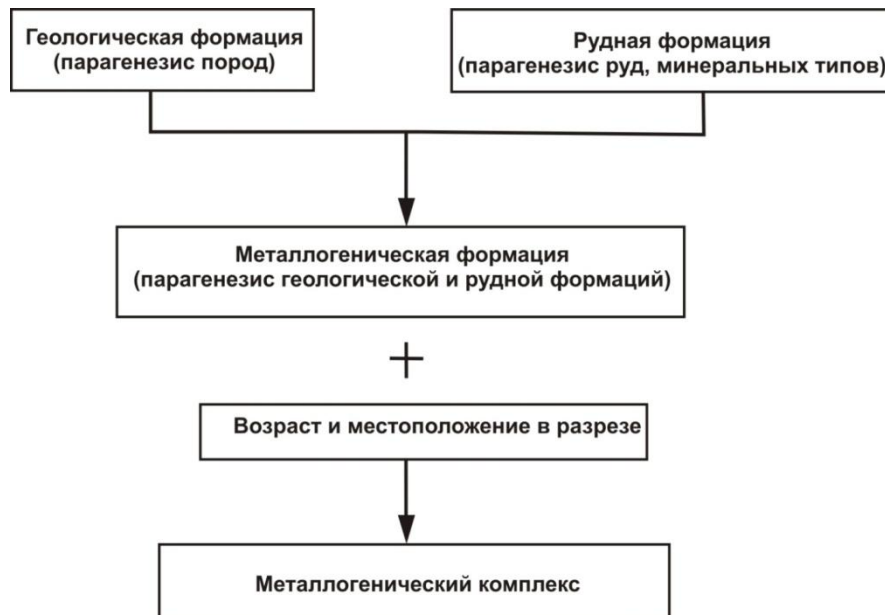 Геологическая формация
(парагенезис пород)
Рудная формация
(парагенезис руд, минеральных типов)
Металлогеническая формация
(парагенезис геологической и рудной формаций)
+
Возраст и местоположение в разрезе
Металлогенический комплекс